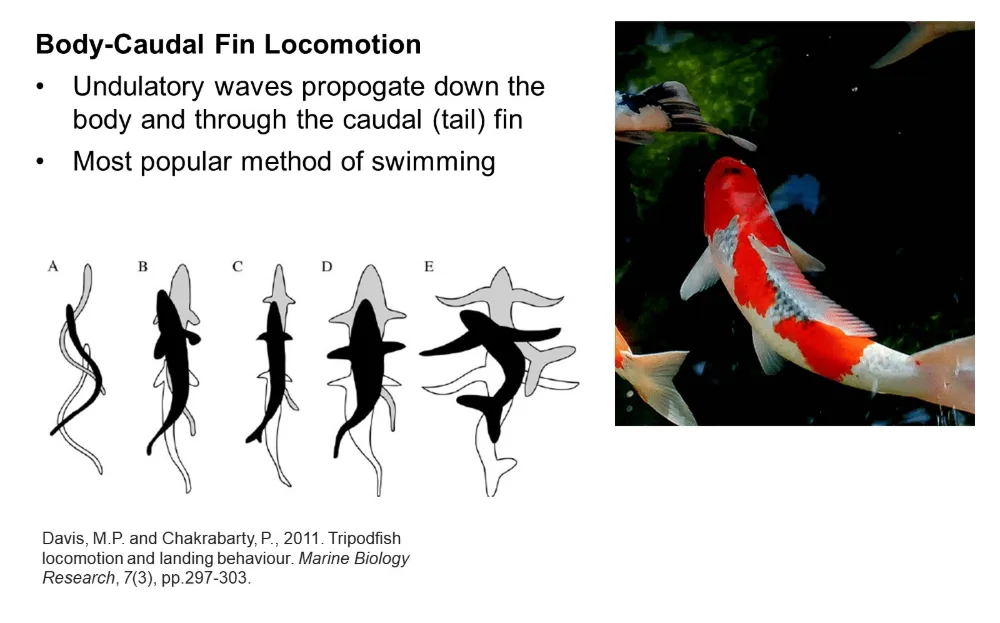 Body-Caudal Fin Locomotion
• Undulatory waves propogate down the
body and through the caudal (tail) fin
• Most popular method of swimming
A B C D E
Davis, M.P. and Chakrabarty, P., 2011. Tripodfish
locomotion and landing behaviour. Marine Biology
Research, 7(3), pp.297-303.